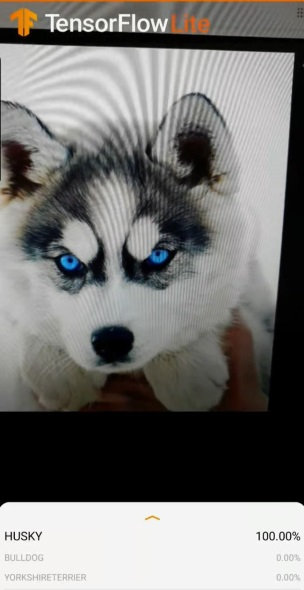 TensorFlow Lite
HUSKY 100.00%
BULLDOG 0.00%
YORKSHIRETERRIER 0.00%